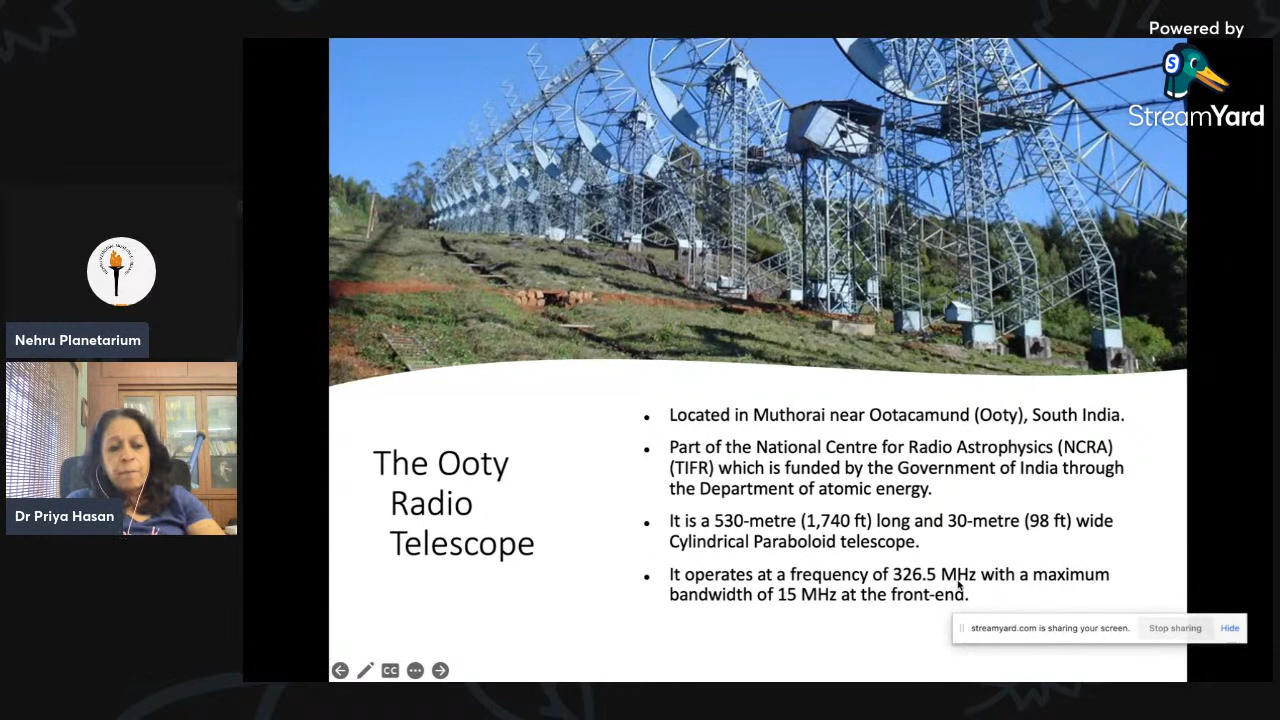 Powered by
StreamYard
Nehru Planetarium
Dr Priya Hasan
The Ooty
Radio
Telescope
• Located in Muthorai near Ootacamund (Ooty), South India.
• Part of the National Centre for Radio Astrophysics (NCRA)
(TIFR) which is funded by the Government of India through
the Department of atomic energy.
• It is a 530-metre (1,740 ft) long and 30-metre (98 ft) wide
Cylindrical Paraboloid telescope.
• It operates at a frequency of 326.5 MHz with a maximum
bandwidth of 15 MHz at the front-end.
streamyard.com is sharing your screen. Stop sharing Hide
CC